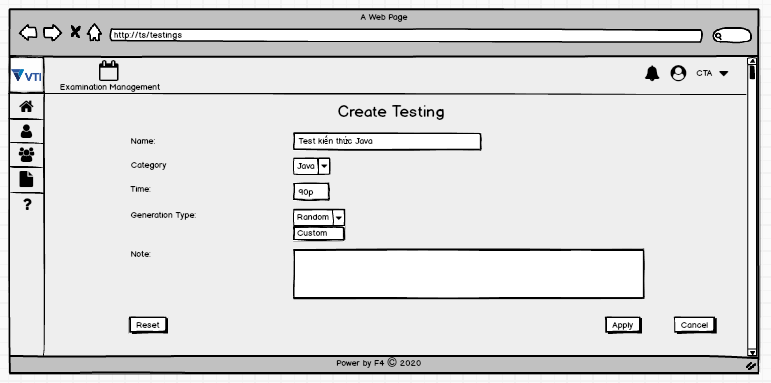 A Web Page
http://ts/testings
VTI
Examination Management
CTA
Create Testing
Name: Test kiến thức Java
Category Java
Time: 90p
Generation Type: Random
Custom
Note:
?
Reset Apply Cancel
Power by F4 © 2020